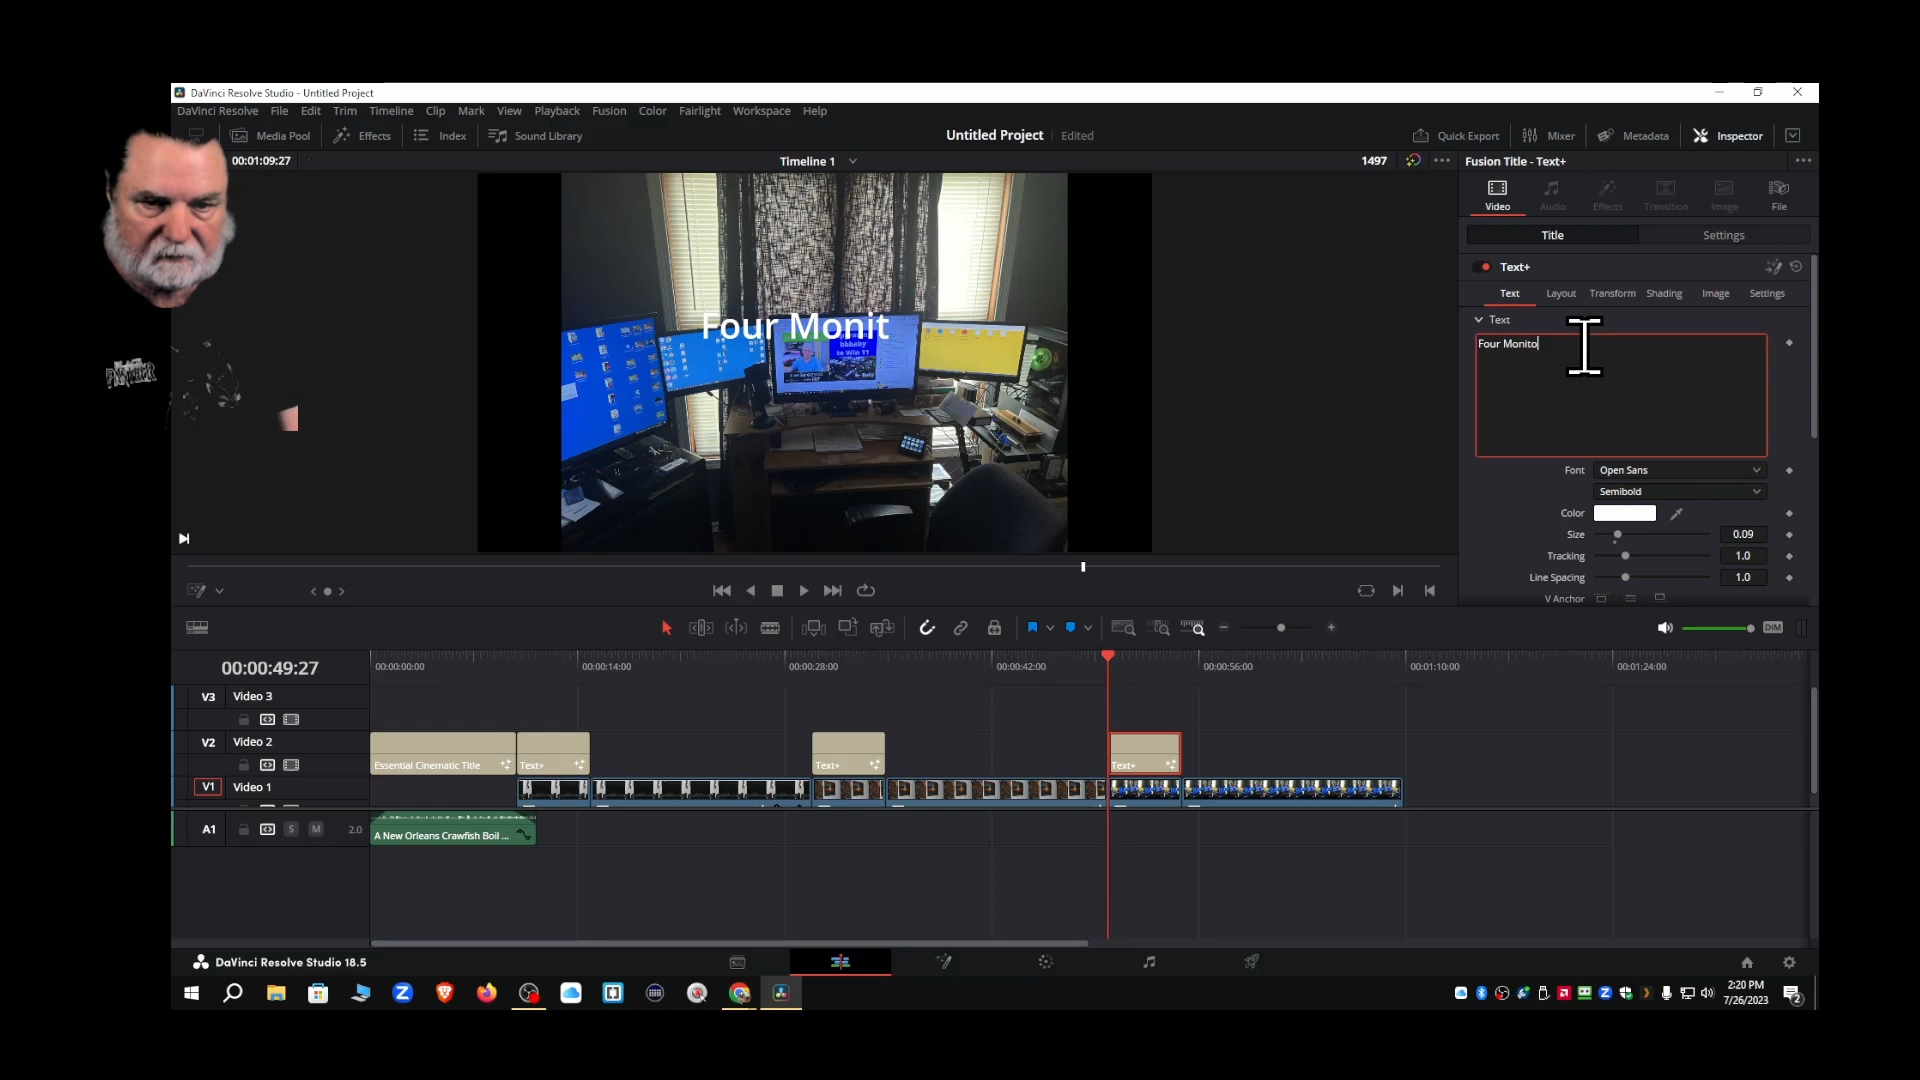 DaVinci Resolve Studio - Untitled Project
DaVinci Resolve File Edit Trim Timeline Clip Mark View Playback Fusion Color Fairlight Workspace Help
Media Pool Effects Index Sound Library Untitled Project Edited Quick Export Mixer Metadata Inspector
00:01:09:27 Timeline 1 1497 Fusion Title - Text+
Video Audio Effects Transition Image File
Title Settings
Text+
Text Layout Transform Shading Image Settings
Text
Four Monito
Four Monit
to Win 11
Font Open Sans
Semibold
Color
Size 0.09
Tracking 1.0
Line Spacing 1.0
V Anchor
DIM
00:00:49:27 00:00:00:00 00:00:14:00 00:00:28:00 00:00:42:00 00:00:56:00 00:01:10:00 00:01:24:00
V3 Video 3
V2 Video 2
Essential Cinematic Title Text+ Text+ Text+
V1 Video 1
A1 S M 2.0
A New Orleans Crawfish Boil ...
DaVinci Resolve Studio 18.5
2:20 PM
7/26/2023
2